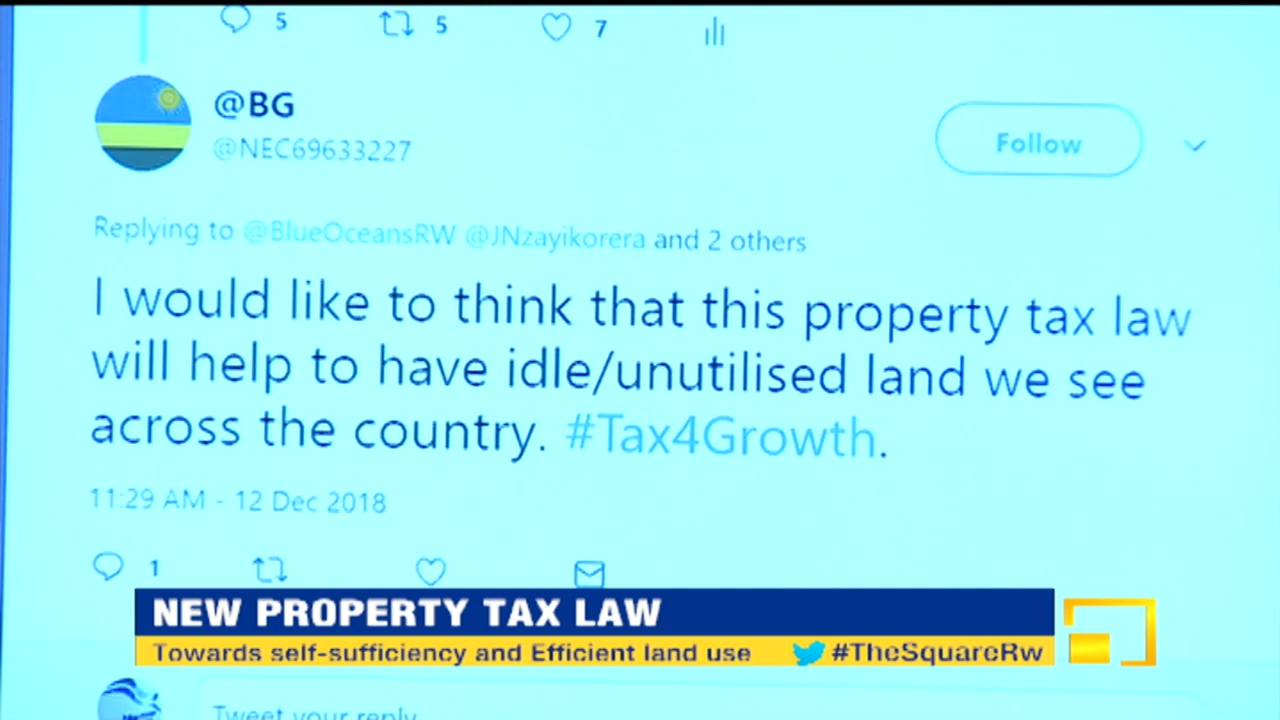 5 5 7
@BG
@NEC69633227
Follow
Replying to @BlueOceansRW @JNzayikorera and 2 others
I would like to think that this property tax law
will help to have idle/unutilised land we see
across the country. #Tax4Growth.
11:29 AM - 12 Dec 2018
1
NEW PROPERTY TAX LAW
Towards self-sufficiency and Efficient land use #TheSquareRw
Tweet your reply